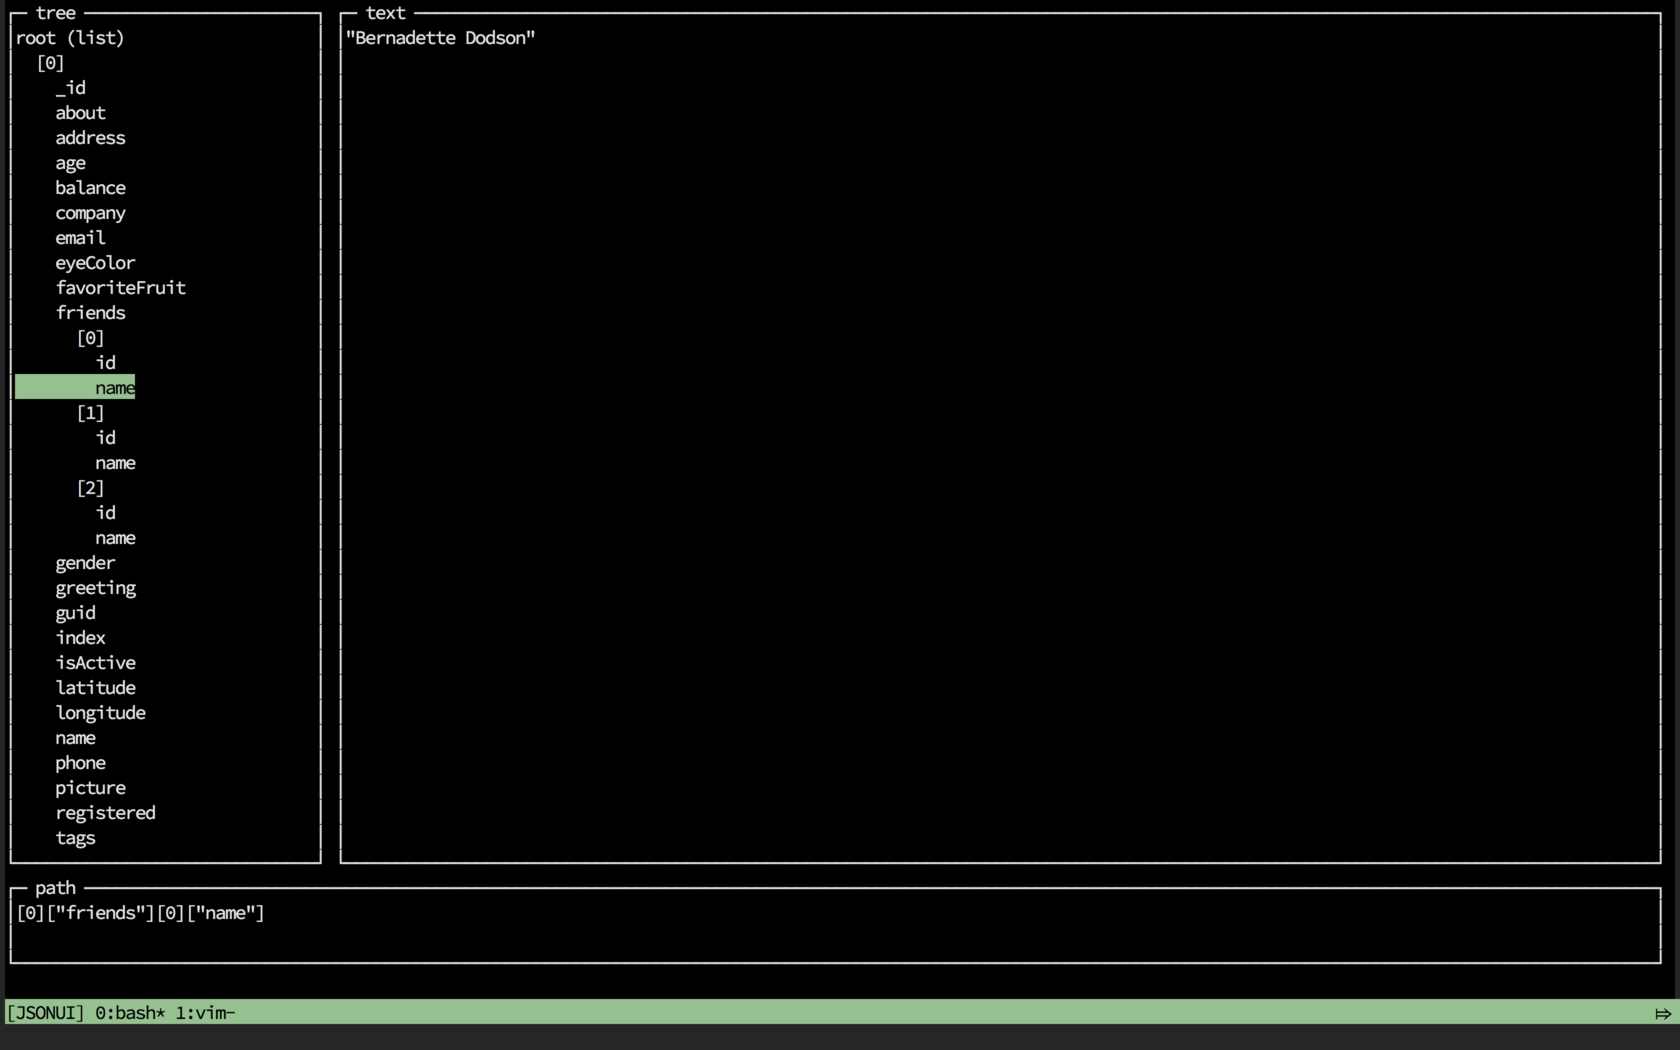 tree
root (list)
[0]
_id
about
address
age
balance
company
email
eyeColor
favoriteFruit
friends
[0]
id
name
[1]
id
name
[2]
id
name
gender
greeting
guid
index
isActive
latitude
longitude
name
phone
picture
registered
tags
text
"Bernadette Dodson"
path
[0]["friends"][0]["name"]
[JSONUI] 0:bash* 1:vim-